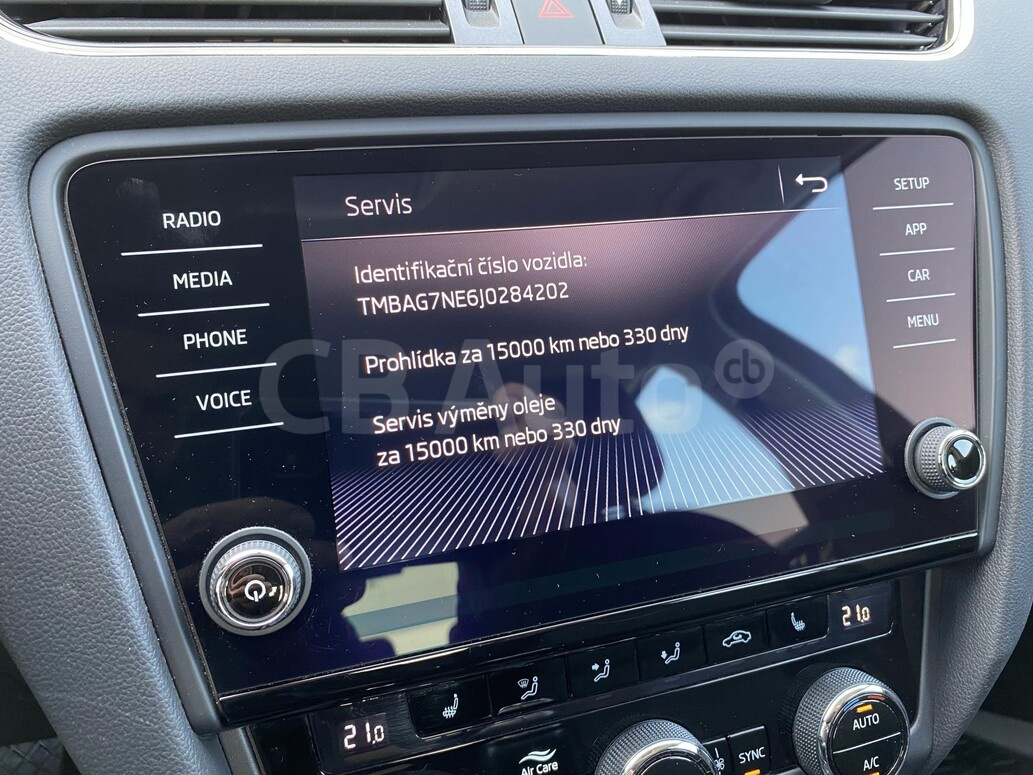 RADIO
MEDIA
PHONE
VOICE
Servis
Identifikační číslo vozidla:
TMBAG7NE6J0284202
Prohlídka za 15000 km nebo 330 dny
Servis výměny oleje
za 15000 km nebo 330 dny
SETUP
APP
CAR
MENU
CB Auto cb
21.0
21.0
Air Care
SYNC
AUTO
A/C